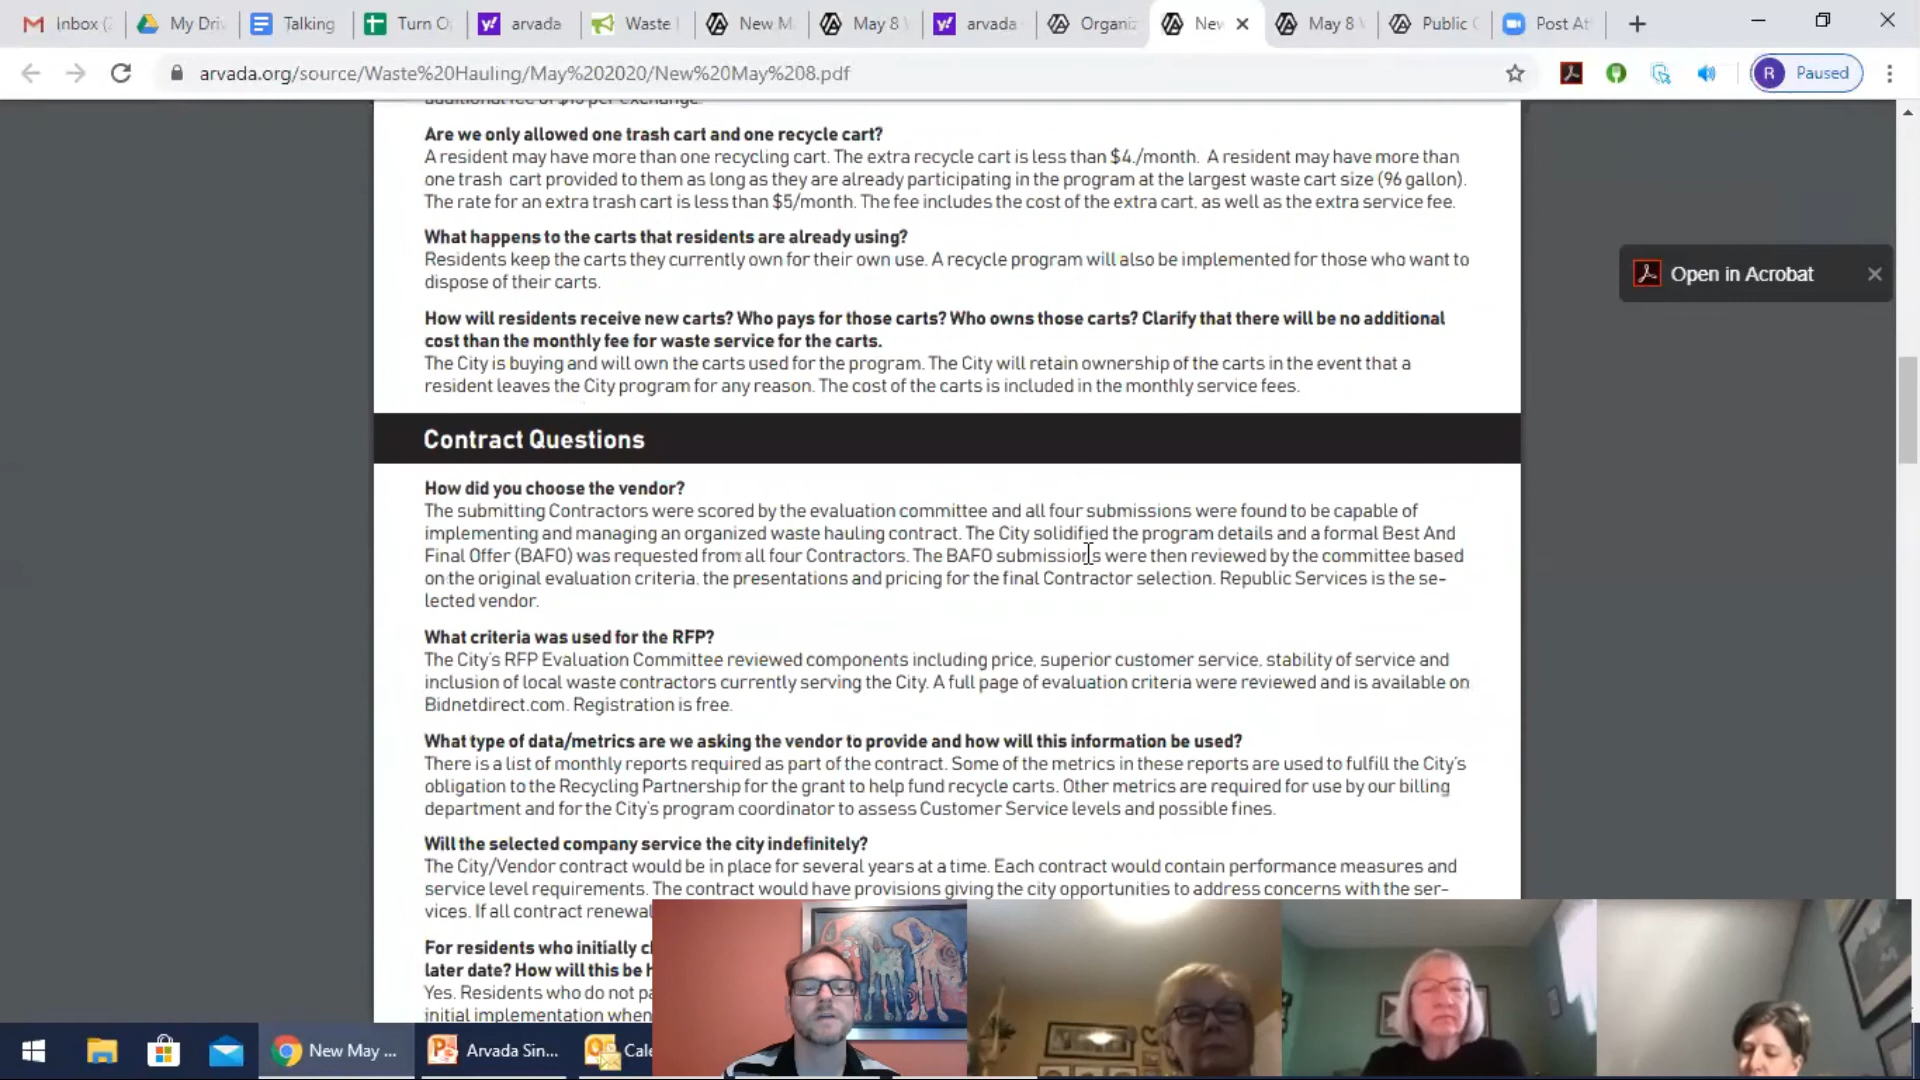 Inbox (2
My Driv
Talking
Turn O
arvada
Waste
New M
May 8
arvada
Organiz
New
May 8
Public
Post At
arvada.org/source/Waste%20Hauling/May%202020/New%20May%208.pdf
R Paused
additional fee of $10 per exchange.
Open in Acrobat
Are we only allowed one trash cart and one recycle cart?
A resident may have more than one recycling cart. The extra recycle cart is less than $4./month. A resident may have more than
one trash cart provided to them as long as they are already participating in the program at the largest waste cart size (96 gallon).
The rate for an extra trash cart is less than $5/month. The fee includes the cost of the extra cart, as well as the extra service fee.
What happens to the carts that residents are already using?
Residents keep the carts they currently own for their own use. A recycle program will also be implemented for those who want to
dispose of their carts.
How will residents receive new carts? Who pays for those carts? Who owns those carts? Clarify that there will be no additional
cost than the monthly fee for waste service for the carts.
The City is buying and will own the carts used for the program. The City will retain ownership of the carts in the event that a
resident leaves the City program for any reason. The cost of the carts is included in the monthly service fees.
Contract Questions
How did you choose the vendor?
The submitting Contractors were scored by the evaluation committee and all four submissions were found to be capable of
implementing and managing an organized waste hauling contract. The City solidified the program details and a formal Best And
Final Offer (BAFO) was requested from all four Contractors. The BAFO submissions were then reviewed by the committee based
on the original evaluation criteria, the presentations and pricing for the final Contractor selection. Republic Services is the se-
lected vendor.
What criteria was used for the RFP?
The City's RFP Evaluation Committee reviewed components including price, superior customer service, stability of service and
inclusion of local waste contractors currently serving the City. A full page of evaluation criteria were reviewed and is available on
Bidnetdirect.com. Registration is free.
What type of data/metrics are we asking the vendor to provide and how will this information be used?
There is a list of monthly reports required as part of the contract. Some of the metrics in these reports are used to fulfill the City's
obligation to the Recycling Partnership for the grant to help fund recycle carts. Other metrics are required for use by our billing
department and for the City's program coordinator to assess Customer Service levels and possible fines.
Will the selected company service the city indefinitely?
The City/Vendor contract would be in place for several years at a time. Each contract would contain performance measures and
service level requirements. The contract would have provisions giving the city opportunities to address concerns with the ser-
vices. If all contract renewal
For residents who initially c
later date? How will this be h
Yes. Residents who do not pa
initial implementation when
New May ...
Arvada Sin...
Cale